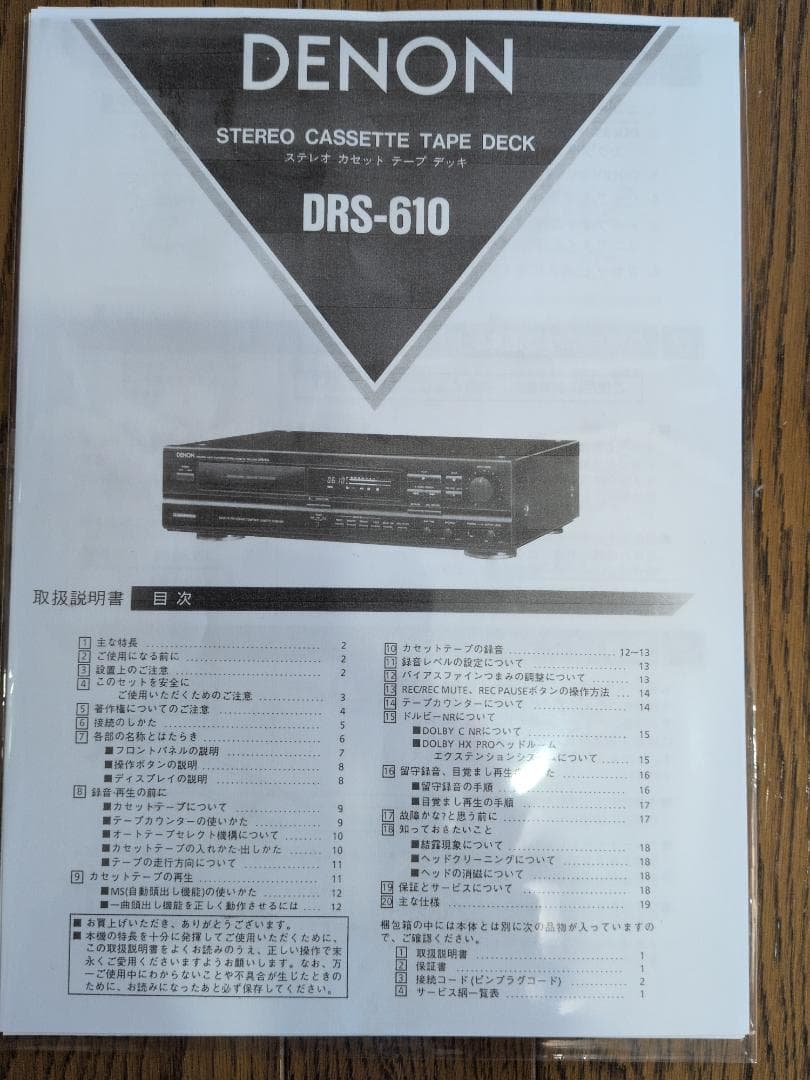 DENON
STEREO CASSETTE TAPE DECK
ステレオ カセット テープ デッキ
DRS-610
DENON
取扱説明書 目 次
1 主な特長 2
2 ご使用になる前に 2
3 設置上のご注意 2
4 このセットを安全に
ご使用いただくためのご注意 3
5 著作権についてのご注意 4
6 接続のしかた 5
7 各部の名称とはたらき 6
■フロントパネルの説明 7
■操作ボタンの説明 8
■ディスプレイの説明 8
8 録音・再生の前に
■カセットテープについて 9
■テープカウンターの使いかた 9
■オートテープセレクト機構について 10
■カセットテープの入れかた・出しかた 10
■テープの走行方向について 11
9 カセットテープの再生 11
■MS(自動頭出し機能)の使いかた 12
■一曲頭出し機能を正しく動作させるには 12
■ お買上げいただき、ありがとうございます。
■ 本機の特長を十分に発揮してご使用いただくために、
この取扱説明書をよくお読みのうえ、正しい操作で末
永くご愛用くださいますようお願いします。なお、万
一ご使用中にわからないことや不具合が生じたときの
ために、お読みになったあと必ず保存してください。
10 カセットテープの録音 12〜13
11 録音レベルの設定について 13
12 バイアスファインつまみの調整について 13
13 REC/REC MUTE、REC PAUSEボタンの操作方法 14
14 テープカウンターについて 14
15 ドルビーNRについて
■DOLBY C NRについて 15
■DOLBY HX PROヘッドルーム
エクステンションシステムについて 15
16 留守録音、目覚まし再生の た 16
■留守録音の手順 16
■目覚まし再生の手順 17
17 故障かな?と思う前に 17
18 知っておきたいこと
■結露現象について 18
■ヘッドクリーニングについて 18
■ヘッドの消磁について 18
19 保証とサービスについて 18
20 主な仕様 19
梱包箱の中には本体とは別に次の品物が入っていますの
で、ご確認ください。
1 取扱説明書 1
2 保証書 1
3 接続コード(ピンプラグコード) 2
4 サービス網一覧表 1